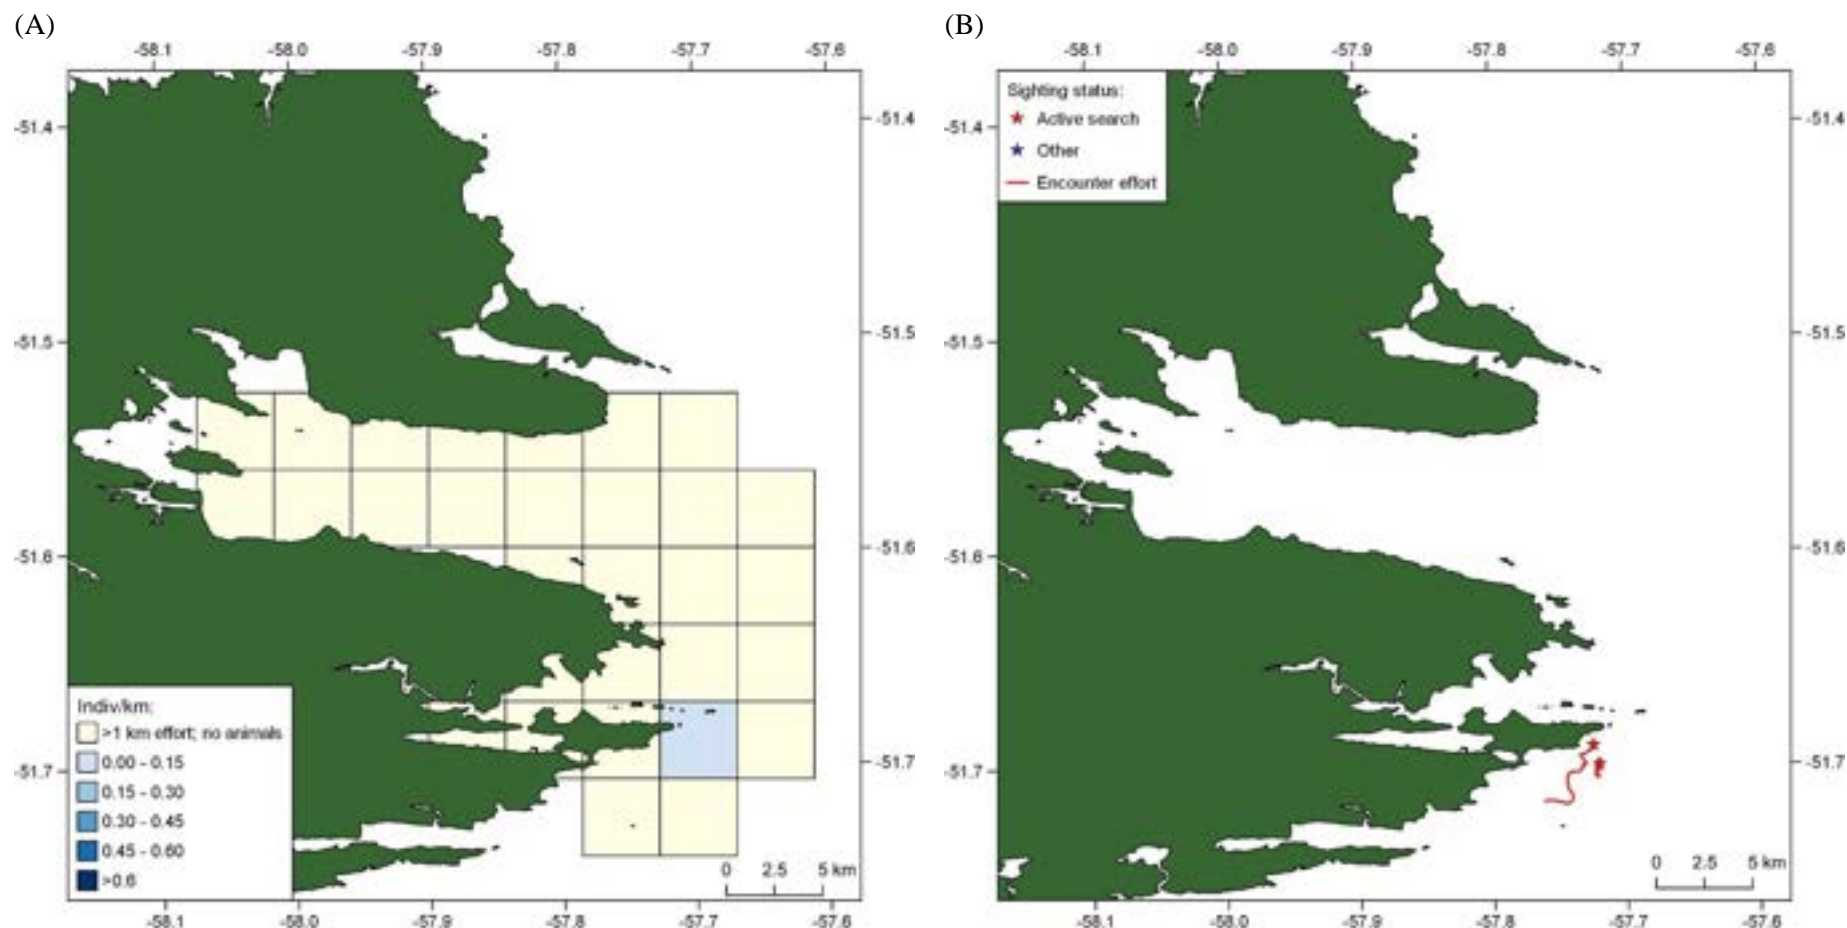 (A)
-58.1 -58.0 -57.9 -57.8 -57.7 -57.6
-51.4 -51.4
-51.5 -51.5
-51.6 -51.6
-51.7 -51.7
Indiv/km:
>1 km effort; no animals
0.00 - 0.15
0.15 - 0.30
0.30 - 0.45
0.45 - 0.60
>0.6
0 2.5 5 km
-58.1 -58.0 -57.9 -57.8 -57.7 -57.6
(B)
-58.1 -58.0 -57.9 -57.8 -57.7 -57.6
Sighting status:
Active search
Other
Encounter effort
-51.4 -51.4
-51.5 -51.5
-51.6 -51.6
-51.7 -51.7
0 2.5 5 km
-58.1 -58.0 -57.9 -57.8 -57.7 -57.6